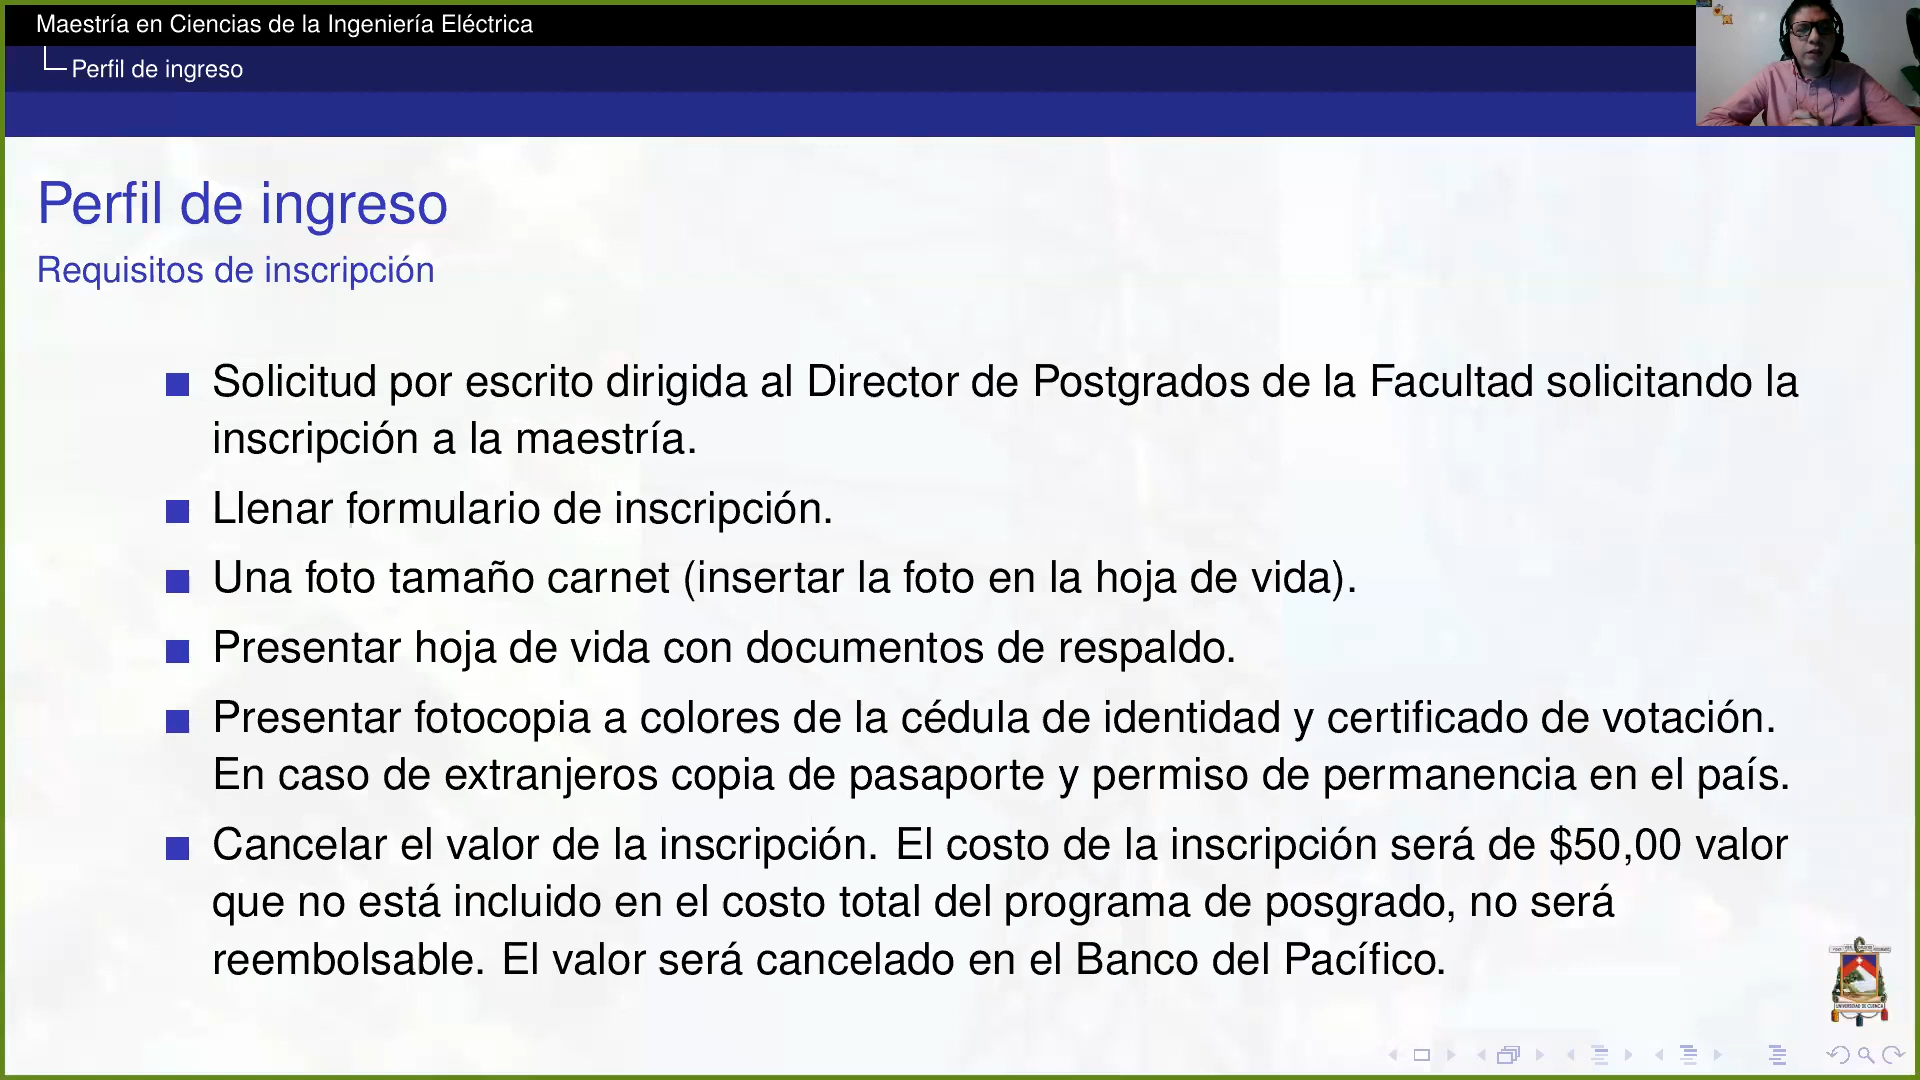 Maestría en Ciencias de la Ingeniería Eléctrica
Perfil de ingreso
Perfil de ingreso
Requisitos de inscripción
Solicitud por escrito dirigida al Director de Postgrados de la Facultad solicitando la
inscripción a la maestría.
Llenar formulario de inscripción.
Una foto tamaño carnet (insertar la foto en la hoja de vida).
Presentar hoja de vida con documentos de respaldo.
Presentar fotocopia a colores de la cédula de identidad y certificado de votación.
En caso de extranjeros copia de pasaporte y permiso de permanencia en el país.
Cancelar el valor de la inscripción. El costo de la inscripción será de $50,00 valor
que no está incluido en el costo total del programa de posgrado, no será
reembolsable. El valor será cancelado en el Banco del Pacífico.
UNIVERSIDAD DE CUENCA